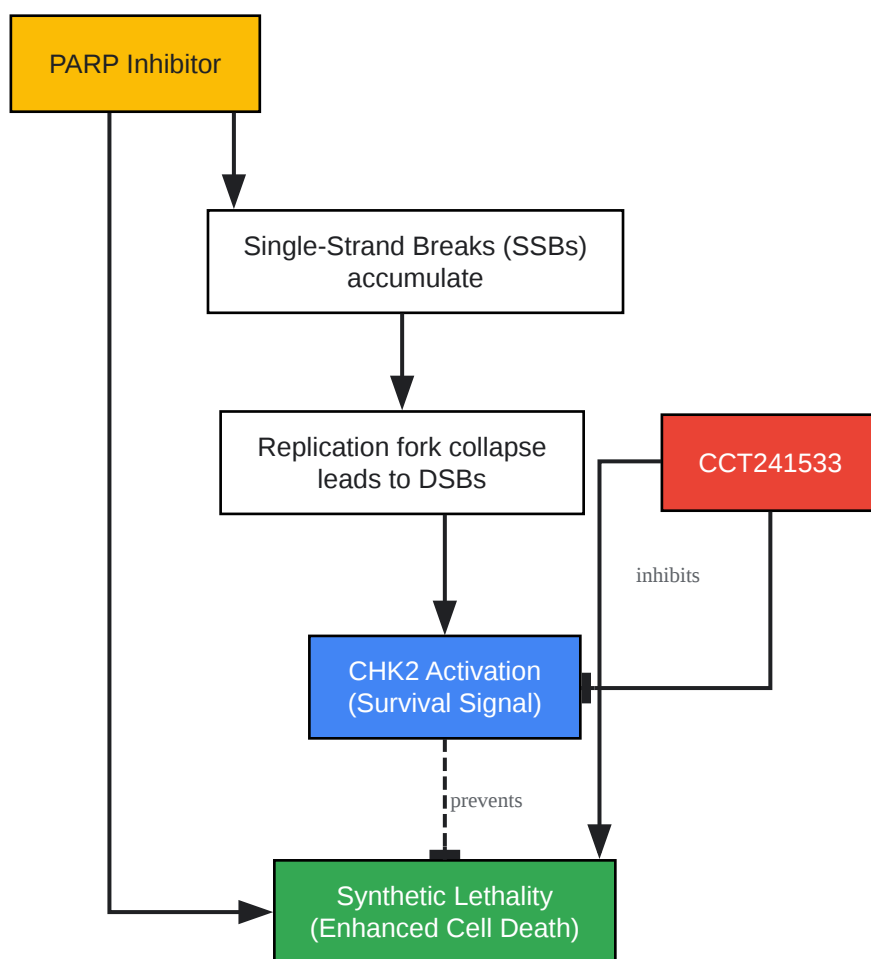 PARP Inhibitor
Single-Strand Breaks (SSBs)
accumulate
Replication fork collapse
leads to DSBs
CCT241533
inhibits
CHK2 Activation
(Survival Signal)
prevents
Synthetic Lethality
(Enhanced Cell Death)